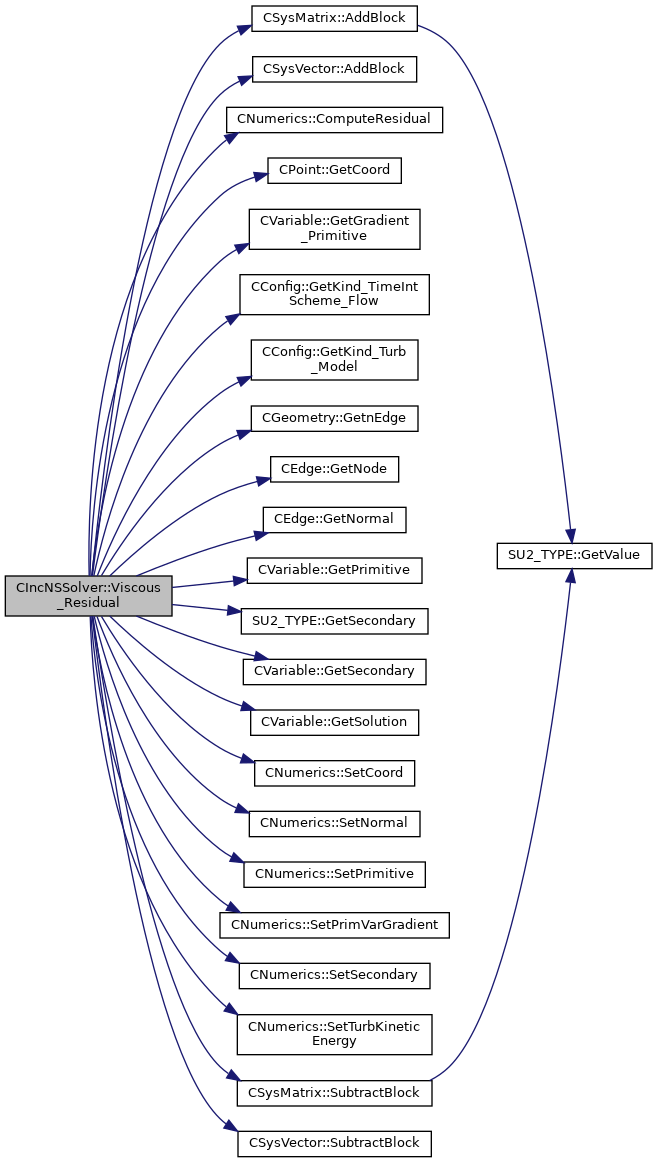 CSysMatrix::AddBlock
CSysVector::AddBlock
CNumerics::ComputeResidual
CPoint::GetCoord
CVariable::GetGradient
_Primitive
CConfig::GetKind_TimeInt
Scheme_Flow
CConfig::GetKind_Turb
_Model
CGeometry::GetnEdge
CEdge::GetNode
CEdge::GetNormal
SU2_TYPE::GetValue
CVariable::GetPrimitive
CIncNSSolver::Viscous
_Residual
SU2_TYPE::GetSecondary
CVariable::GetSecondary
CVariable::GetSolution
CNumerics::SetCoord
CNumerics::SetNormal
CNumerics::SetPrimitive
CNumerics::SetPrimVarGradient
CNumerics::SetSecondary
CNumerics::SetTurbKinetic
Energy
CSysMatrix::SubtractBlock
CSysVector::SubtractBlock